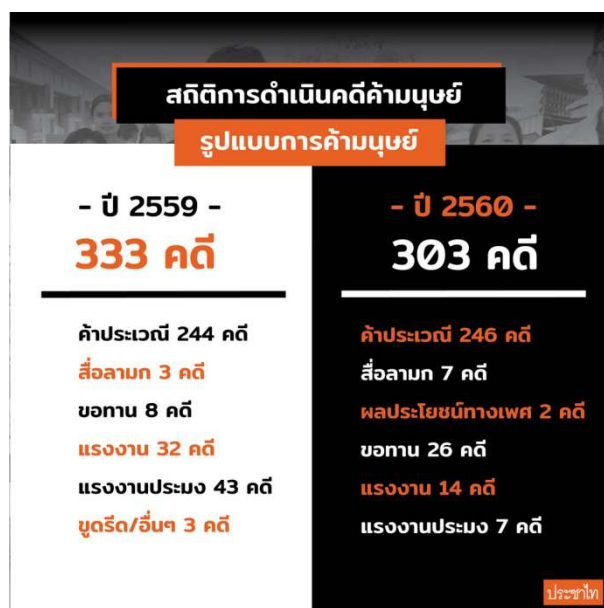 สถิติการดำเนินคดีค้ามนุษย์
รูปแบบการค้ามนุษย์
- ปี 2559 -
333 คดี
ค้าประเวณี 244 คดี
สื่อลามก 3 คดี
ขอทาน 8 คดี
แรงงาน 32 คดี
แรงงานประมง 43 คดี
ขูดรีด/อื่นๆ 3 คดี
- ปี 2560 -
303 คดี
ค้าประเวณี 246 คดี
สื่อลามก 7 คดี
ผลประโยชน์ทางเพศ 2 คดี
ขอทาน 26 คดี
แรงงาน 14 คดี
แรงงานประมง 7 คดี
ประชาไท